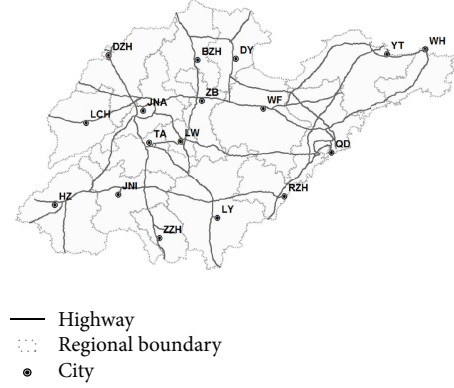 WH
YT
DZH
BZH
DY
ZB
WF
JNA
LCH
TA
LW
QD
JNI
RZH
HZ
LY
ZZH
Highway
Regional boundary
City